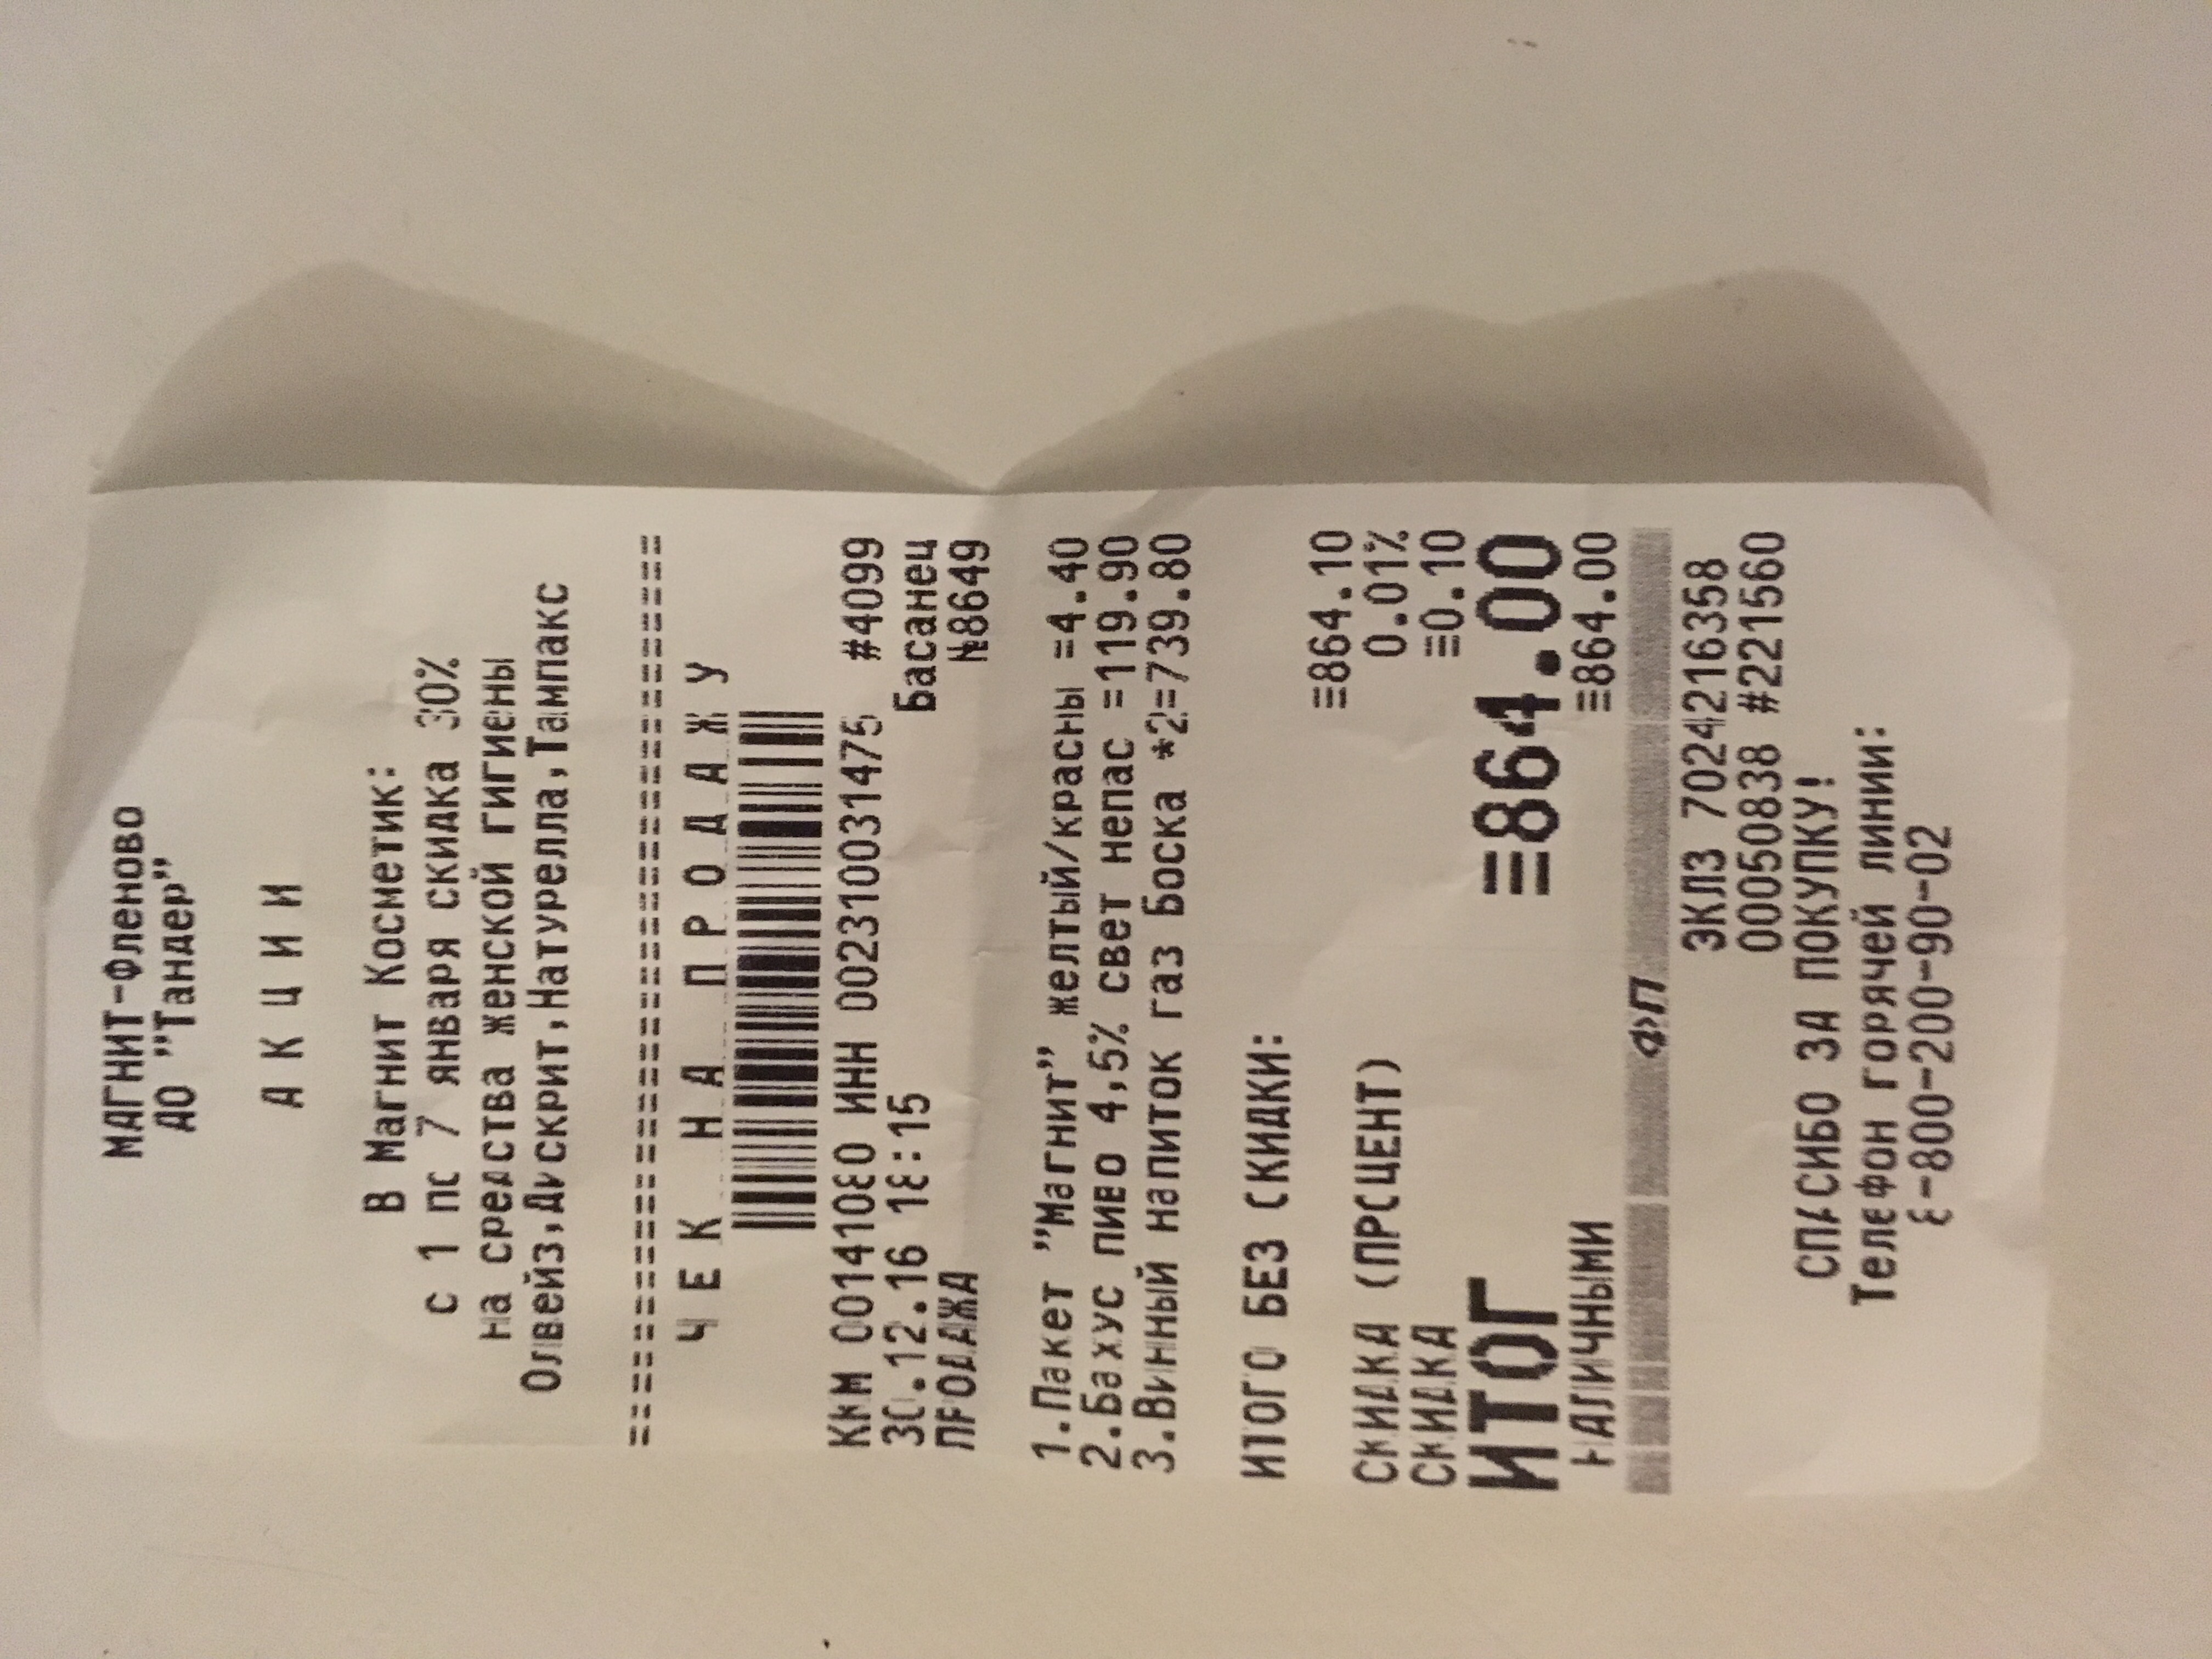 МАГНИТ-Фленово
АО "Тандер"
А К Ц И И
В Магнит Косметик:
с 1 по 7 января скидка 30%
на средства женской гигиены
Олвейз,Дискрит,Натурелла,Тампакс
====================================
Ч Е К   Н А   П Р О Д А Ж У
ККМ 00141080 ИНН 002310031475 #4099
30.12.16 18:15 Басанец
ПРОДАЖА №8649
1.Пакет "Магнит" желтый/красны =4.40
2.Бахус пиво 4,5% свет непас =119.90
3.Винный напиток газ Боска *2=739.80
ИТОГО БЕЗ СКИДКИ:
≡864.10
СКИДКА (ПРОЦЕНТ) 0.01%
СКИДКА ≡0.10
ИТОГ ≡864.00
НАЛИЧНЫМИ ≡864.00
ФП
ЭКЛЗ 7024216358
00050838 #221560
СПАСИБО ЗА ПОКУПКУ!
Телефон горячей линии:
8-800-200-90-02